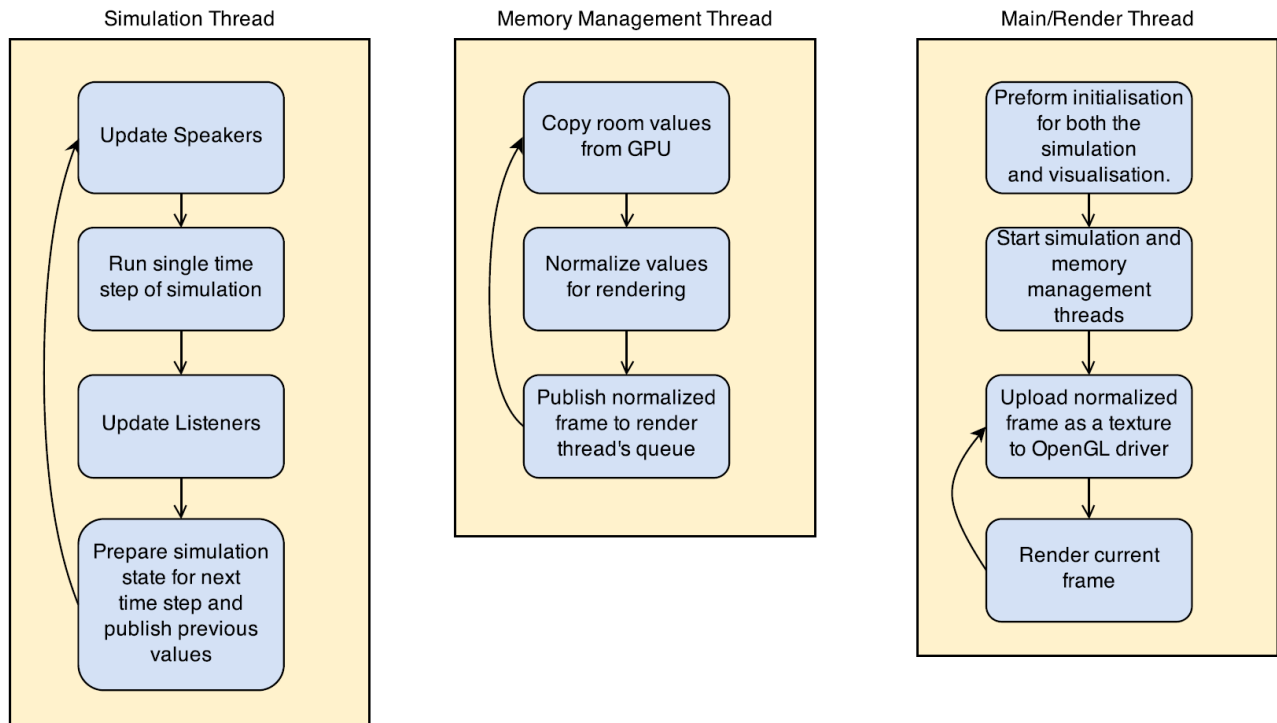 Simulation Thread
Update Speakers
Run single time
step of simulation
Update Listeners
Prepare simulation
state for next
time step and
publish previous
values
Memory Management Thread
Copy room values
from GPU
Normalize values
for rendering
Publish normalized
frame to render
thread's queue
Main/Render Thread
Preform initialisation
for both the
simulation
and visualisation.
Start simulation and
memory
management
threads
Upload normalized
frame as a texture
to OpenGL driver
Render current
frame